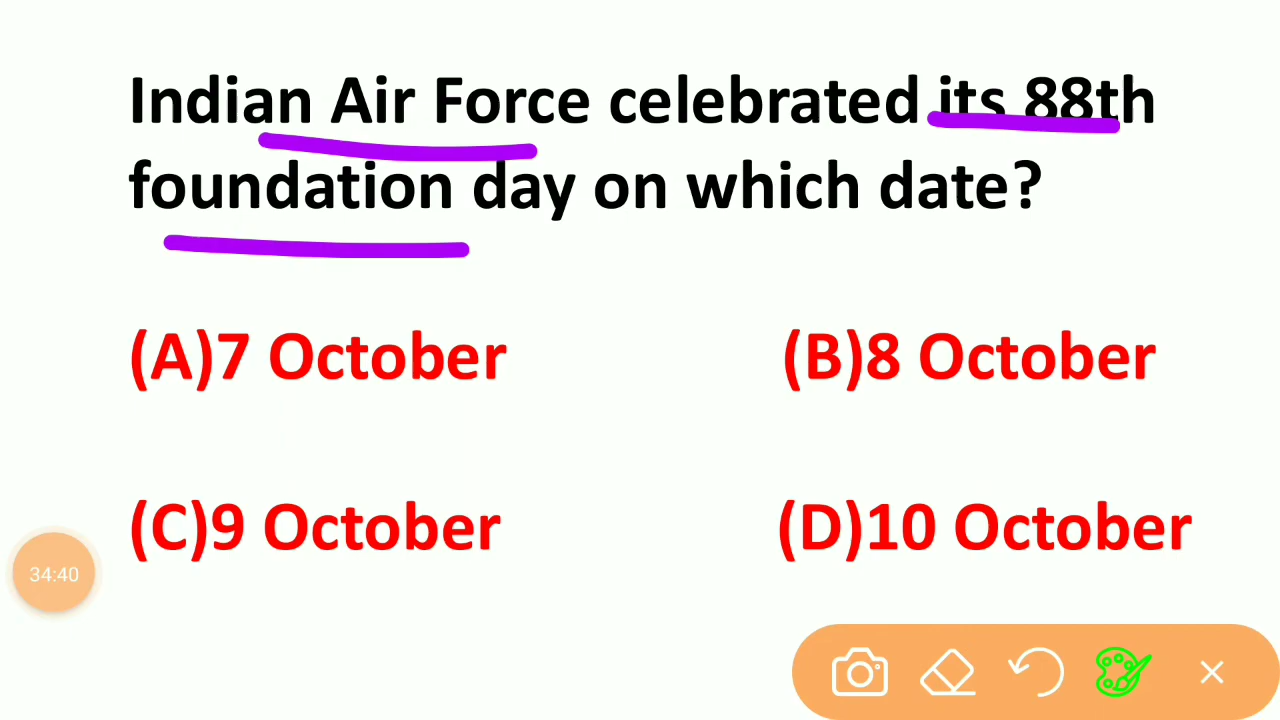 Indian Air Force celebrated its 88th
foundation day on which date?
(A)7 October (B)8 October
(C)9 October (D)10 October
34:40